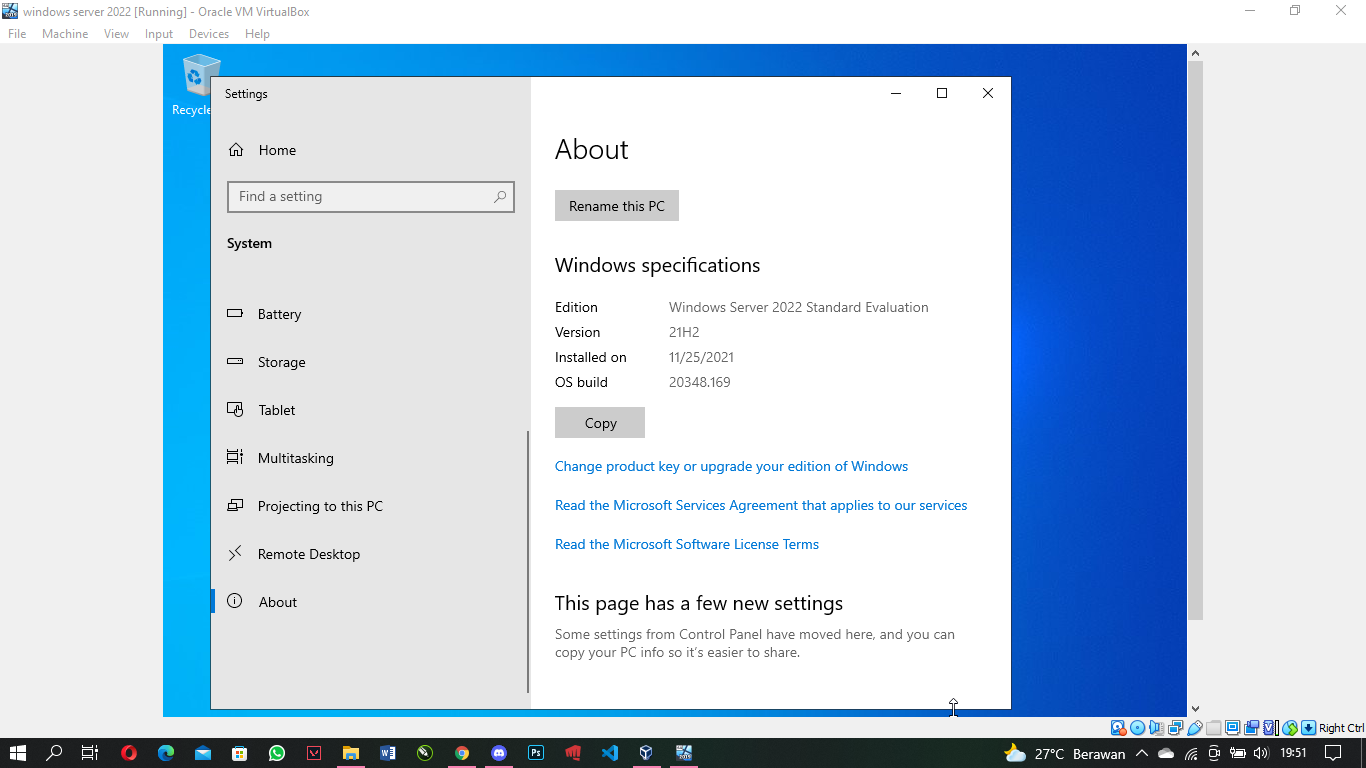 windows server 2022 [Running] - Oracle VM VirtualBox
File Machine View Input Devices Help
Recycle
Settings
Home
Find a setting
System
Battery
Storage
Tablet
Multitasking
Projecting to this PC
Remote Desktop
About
About
Rename this PC
Windows specifications
Edition Windows Server 2022 Standard Evaluation
Version 21H2
Installed on 11/25/2021
OS build 20348.169
Copy
Change product key or upgrade your edition of Windows
Read the Microsoft Services Agreement that applies to our services
Read the Microsoft Software License Terms
This page has a few new settings
Some settings from Control Panel have moved here, and you can
copy your PC info so it's easier to share.
Right Ctrl
27°C Berawan 19:51